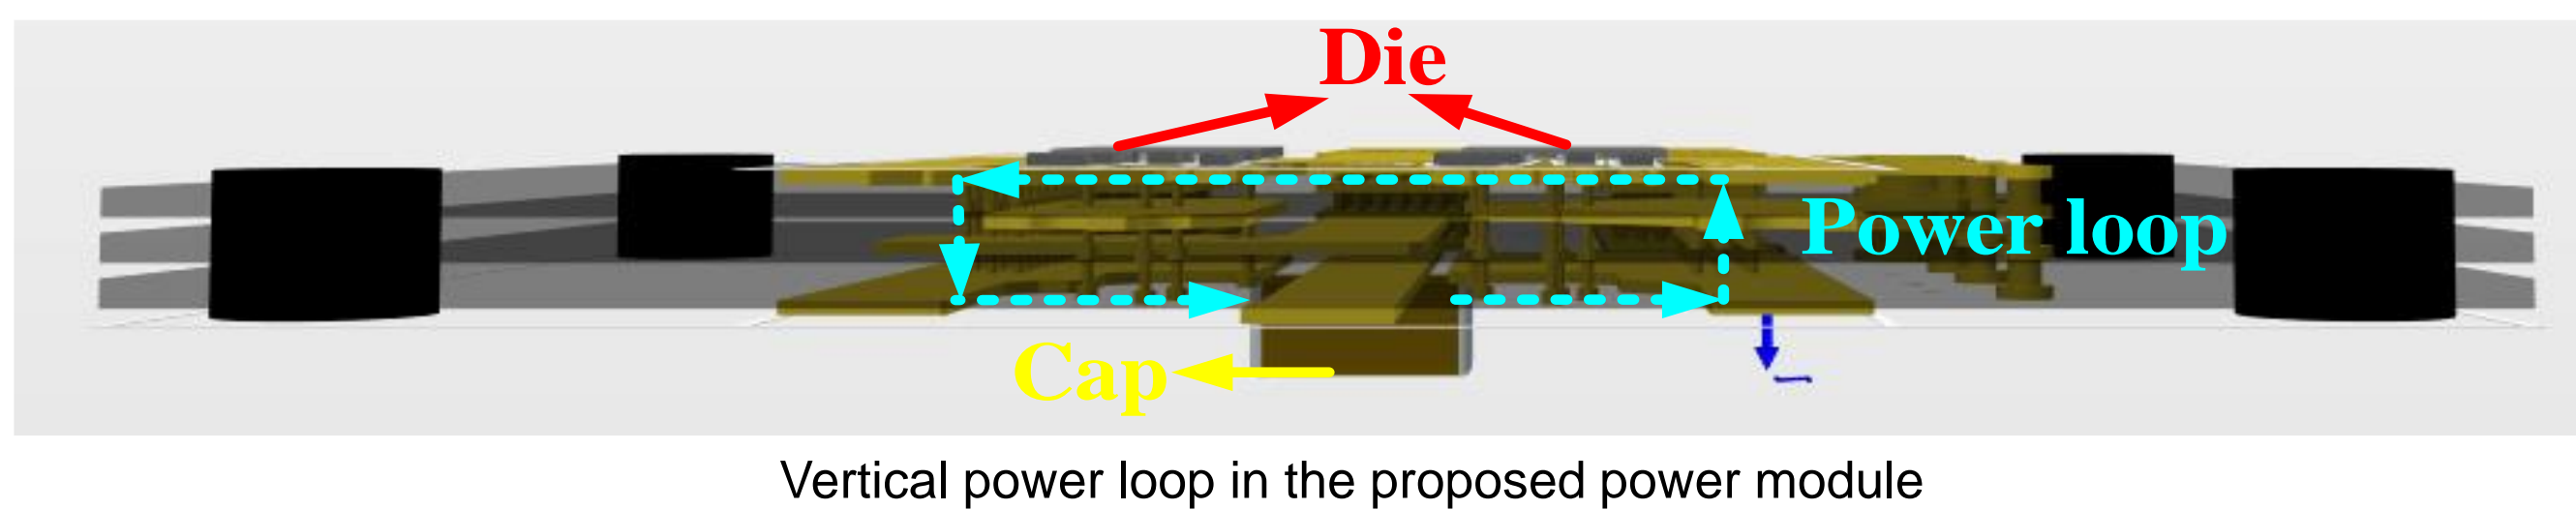 Die
Power loop
Cap
Vertical power loop in the proposed power module